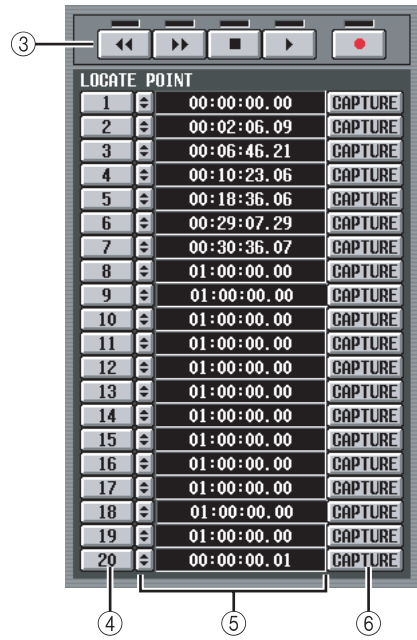 ③
LOCATE POINT
1 00:00:00.00 CAPTURE
2 00:02:06.09 CAPTURE
3 00:06:46.21 CAPTURE
4 00:10:23.06 CAPTURE
5 00:18:36.06 CAPTURE
6 00:29:07.29 CAPTURE
7 00:30:36.07 CAPTURE
8 01:00:00.00 CAPTURE
9 01:00:00.00 CAPTURE
10 01:00:00.00 CAPTURE
11 01:00:00.00 CAPTURE
12 01:00:00.00 CAPTURE
13 01:00:00.00 CAPTURE
14 01:00:00.00 CAPTURE
15 01:00:00.00 CAPTURE
16 01:00:00.00 CAPTURE
17 01:00:00.00 CAPTURE
18 01:00:00.00 CAPTURE
19 01:00:00.00 CAPTURE
20 00:00:00.01 CAPTURE
④ ⑤ ⑥